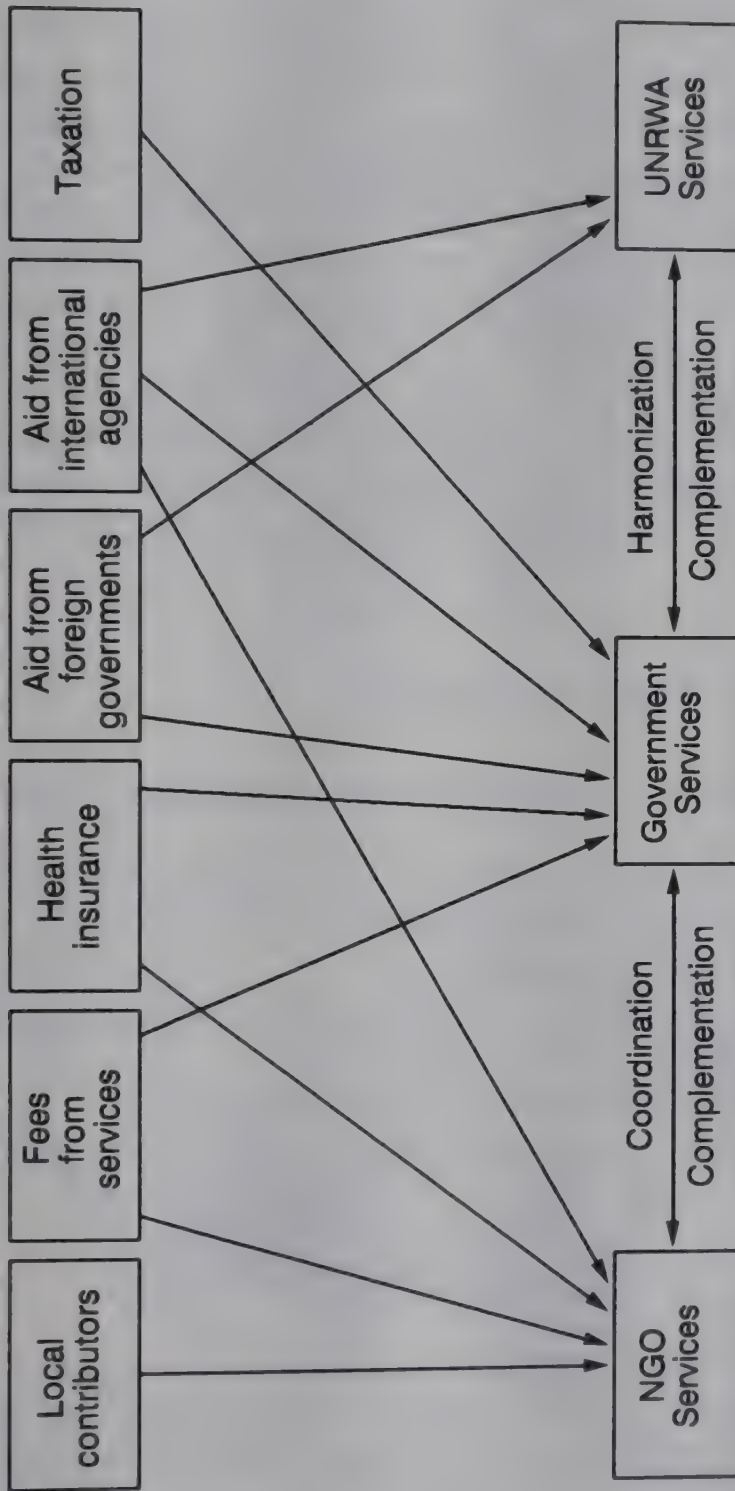 Local
contributors
Fees
from
services
Health
insurance
Aid from
foreign
governments
Aid from
international
agencies
Taxation
NGO
Services
Coordination
Complementation
Government
Services
Harmonization
Complementation
UNRWA
Services